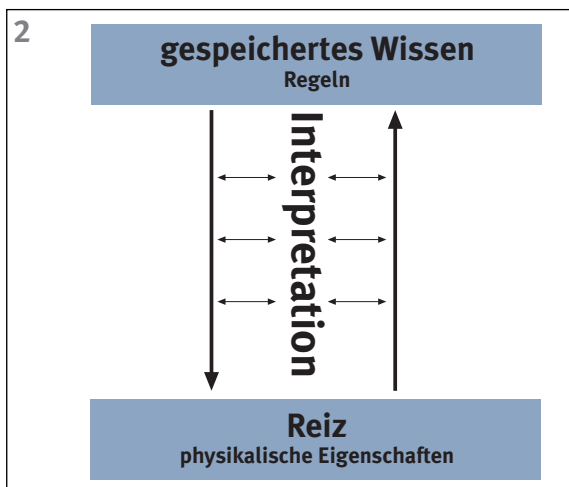 2
gespeichertes Wissen
Regeln
Interpretation
Reiz
physikalische Eigenschaften